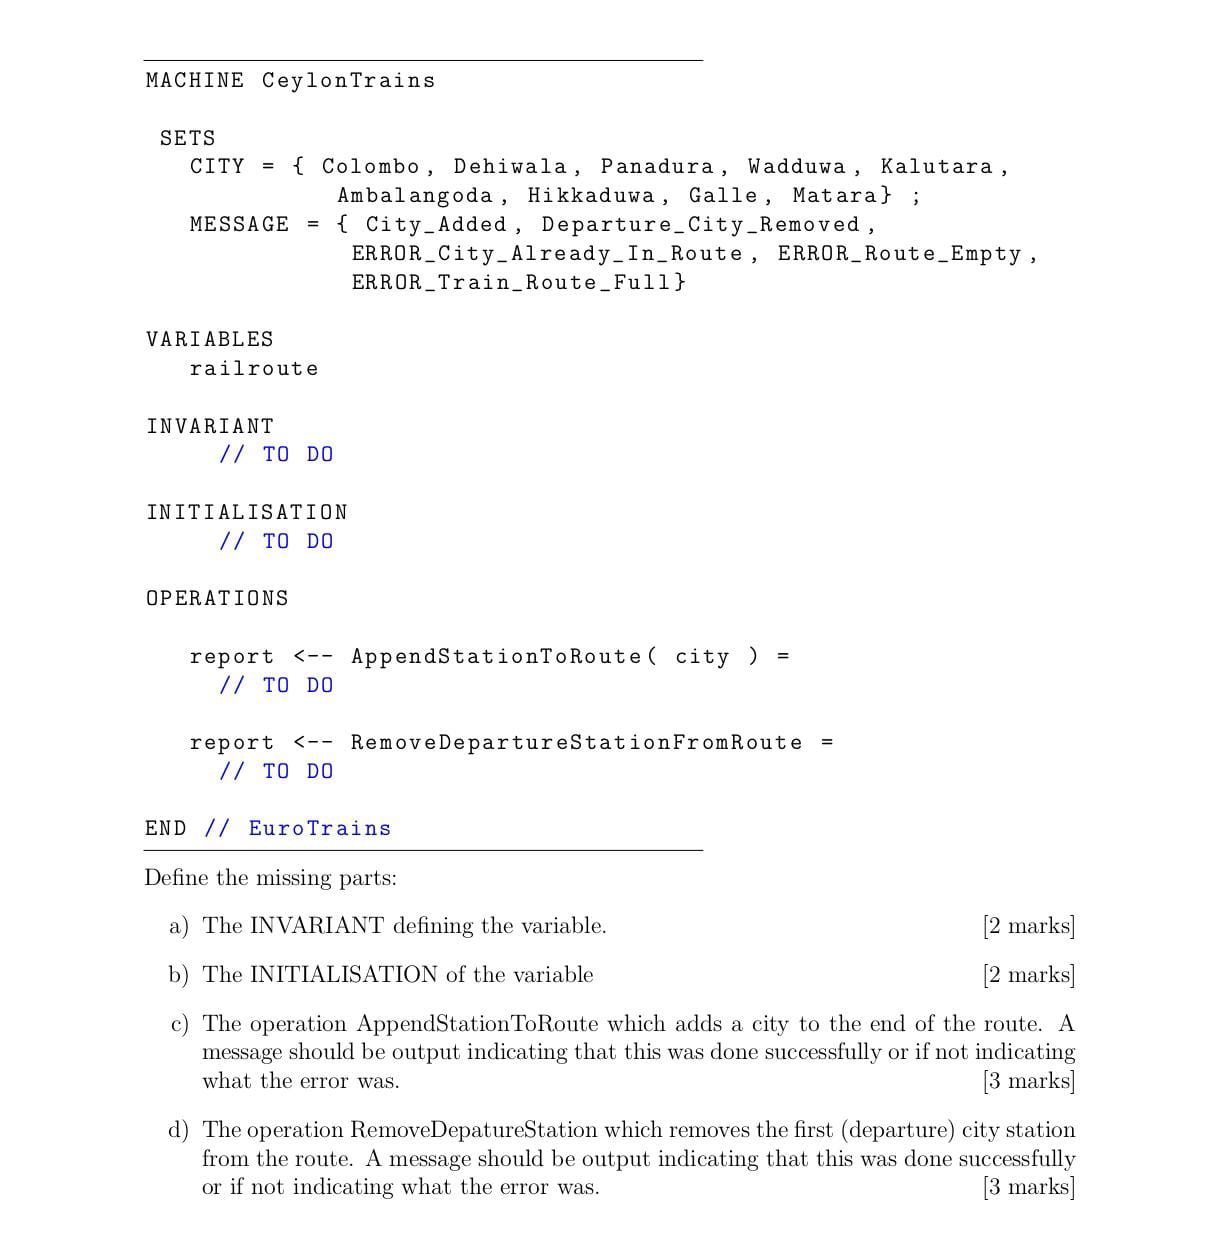 MACHINE CeylonTrains
SETS
CITY = { Colombo, Dehiwala, Panadura, Wadduwa, Kalutara,
Ambalangoda, Hikkaduwa, Galle, Matara} ;
MESSAGE = { City_Added, Departure_City_Removed,
ERROR_City_Already_In_Route, ERROR_Route_Empty,
ERROR_Train_Route_Full}
VARIABLES
railroute
INVARIANT
// TO DO
INITIALISATION
// TO DO
OPERATIONS
report <-- AppendStationToRoute( city ) =
// TO DO
report <-- RemoveDepartureStationFromRoute =
// TO DO
END // EuroTrains
Define the missing parts:
a) The INVARIANT defining the variable. [2 marks]
b) The INITIALISATION of the variable [2 marks]
c) The operation AppendStationToRoute which adds a city to the end of the route. A
message should be output indicating that this was done successfully or if not indicating
what the error was. [3 marks]
d) The operation RemoveDepatureStation which removes the first (departure) city station
from the route. A message should be output indicating that this was done successfully
or if not indicating what the error was. [3 marks]